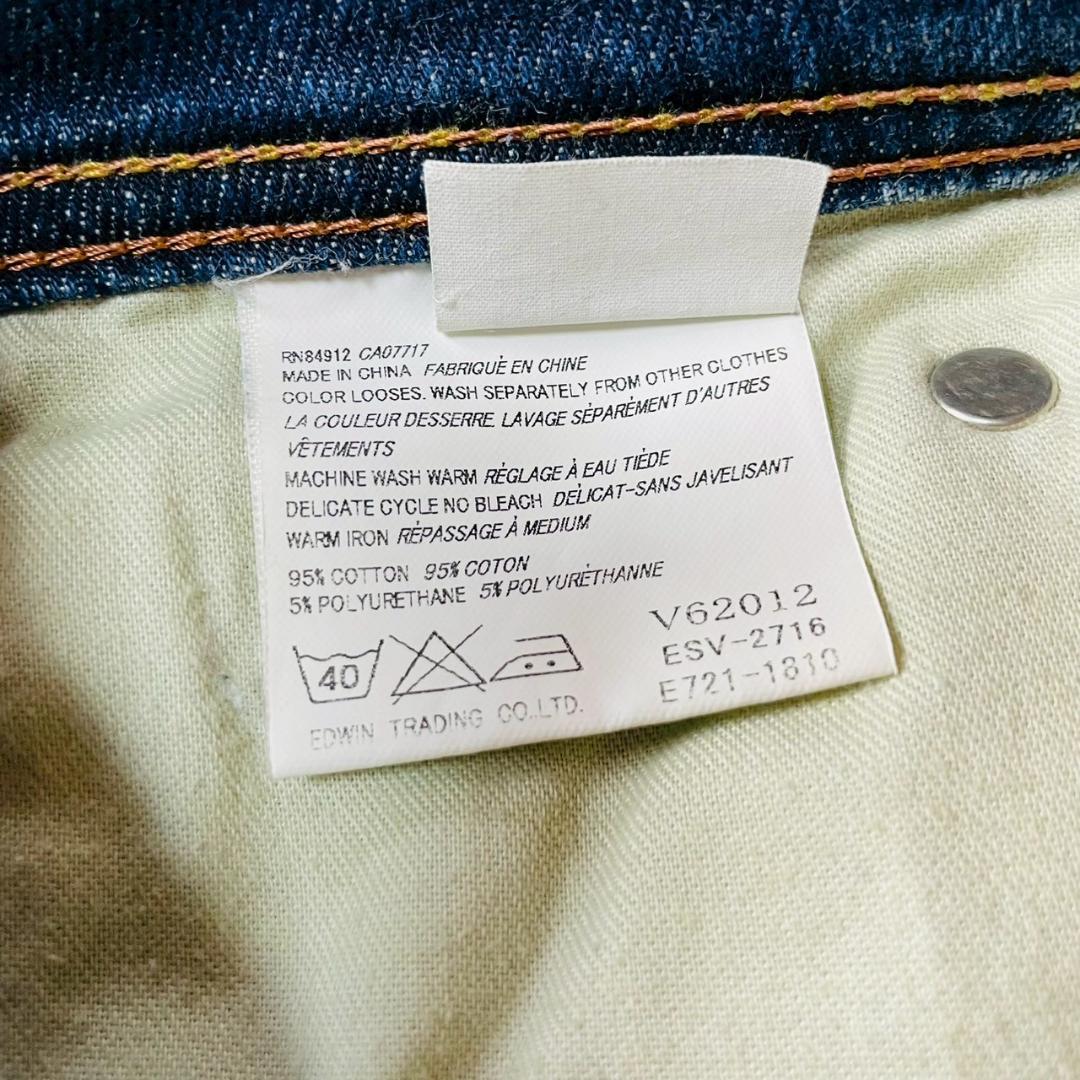 RN84912 CA07717
MADE IN CHINA FABRIQUÈ EN CHINE
COLOR LOOSES. WASH SEPARATELY FROM OTHER CLOTHES
LA COULEUR DESSERRE. LAVAGE SÉPARÉMENT D'AUTRES
VÊTEMENTS
MACHINE WASH WARM RÉGLAGE À EAU TIÈDE
DELICATE CYCLE NO BLEACH DÉLICAT-SANS JAVELISANT
WARM IRON RÉPASSAGE À MEDIUM
95% COTTON 95% COTON
5% POLYURETHANE 5% POLYURÉTHANNE
40
V62012
ESV-2716
E721-1810
EDWIN TRADING CO.,LTD.